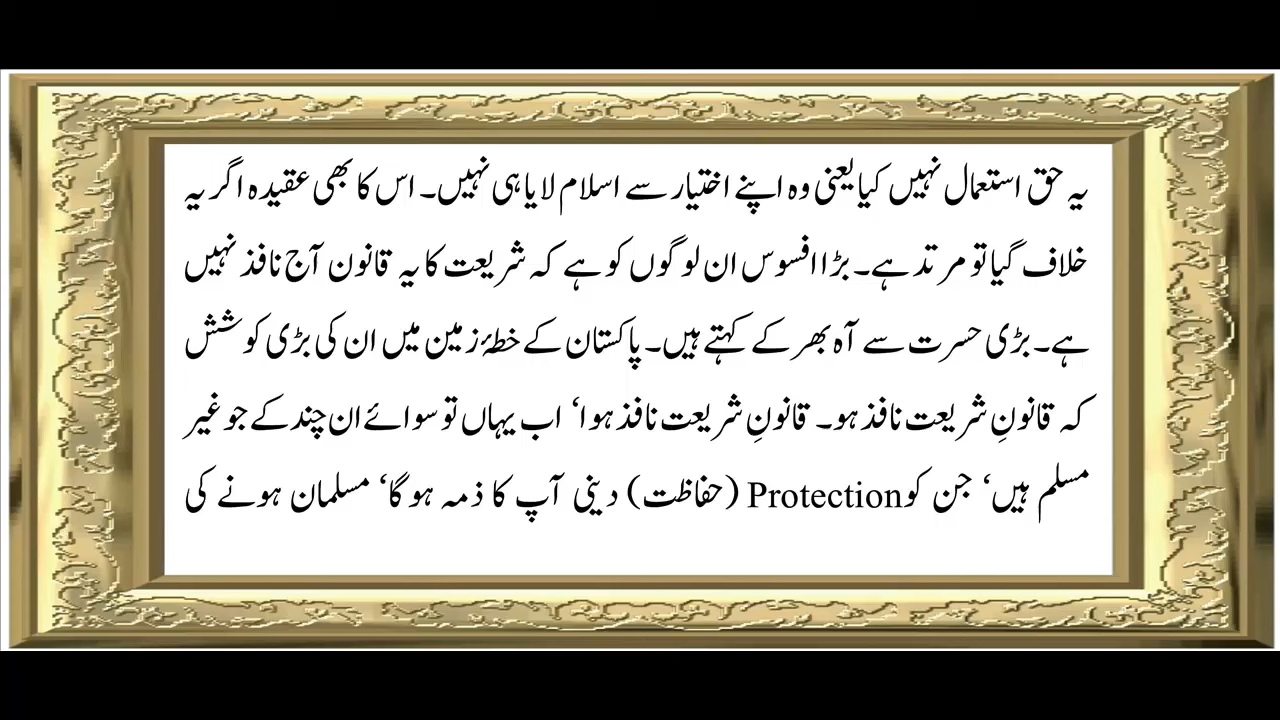 یہ حق استعمال نہیں کیا یعنی وہ اپنے اختیار سے اسلام لایا ہی نہیں۔ اس کا بھی عقیدہ اگر یہ
خلاف گیا تو مرتد ہے۔ بڑا افسوس ان لوگوں کو ہے کہ شریعت کا یہ قانون آج نافذ نہیں
ہے۔ بڑی حسرت سے آہ بھر کے کہتے ہیں۔ پاکستان کے خطۂ زمین میں ان کی بڑی کوشش
کہ قانونِ شریعت نافذ ہو۔ قانونِ شریعت نافذ ہوا‘ اب یہاں تو سوائے ان چند کے جو غیر
مسلم ہیں‘ جن کو Protection (حفاظت) دینی آپ کا ذمہ ہو گا‘ مسلمان ہونے کی